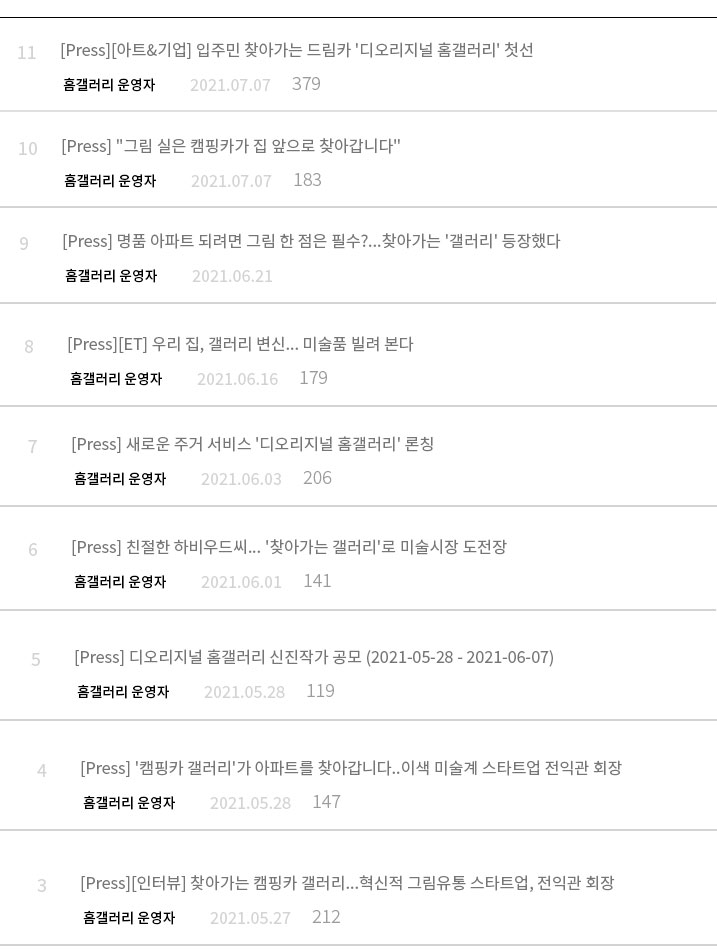 11 [Press][아트&기업] 입주민 찾아가는 드림카 '디오리지널 홈갤러리' 첫선
홈갤러리 운영자 2021.07.07 379
10 [Press] "그림 실은 캠핑카가 집 앞으로 찾아갑니다"
홈갤러리 운영자 2021.07.07 183
9 [Press] 명품 아파트 되려면 그림 한 점은 필수?...찾아가는 '갤러리' 등장했다
홈갤러리 운영자 2021.06.21
8 [Press][ET] 우리 집, 갤러리 변신... 미술품 빌려 본다
홈갤러리 운영자 2021.06.16 179
7 [Press] 새로운 주거 서비스 '디오리지널 홈갤러리' 론칭
홈갤러리 운영자 2021.06.03 206
6 [Press] 친절한 하비우드씨... '찾아가는 갤러리'로 미술시장 도전장
홈갤러리 운영자 2021.06.01 141
5 [Press] 디오리지널 홈갤러리 신진작가 공모 (2021-05-28 - 2021-06-07)
홈갤러리 운영자 2021.05.28 119
4 [Press] '캠핑카 갤러리'가 아파트를 찾아갑니다..이색 미술계 스타트업 전익관 회장
홈갤러리 운영자 2021.05.28 147
3 [Press][인터뷰] 찾아가는 캠핑카 갤러리...혁신적 그림유통 스타트업, 전익관 회장
홈갤러리 운영자 2021.05.27 212